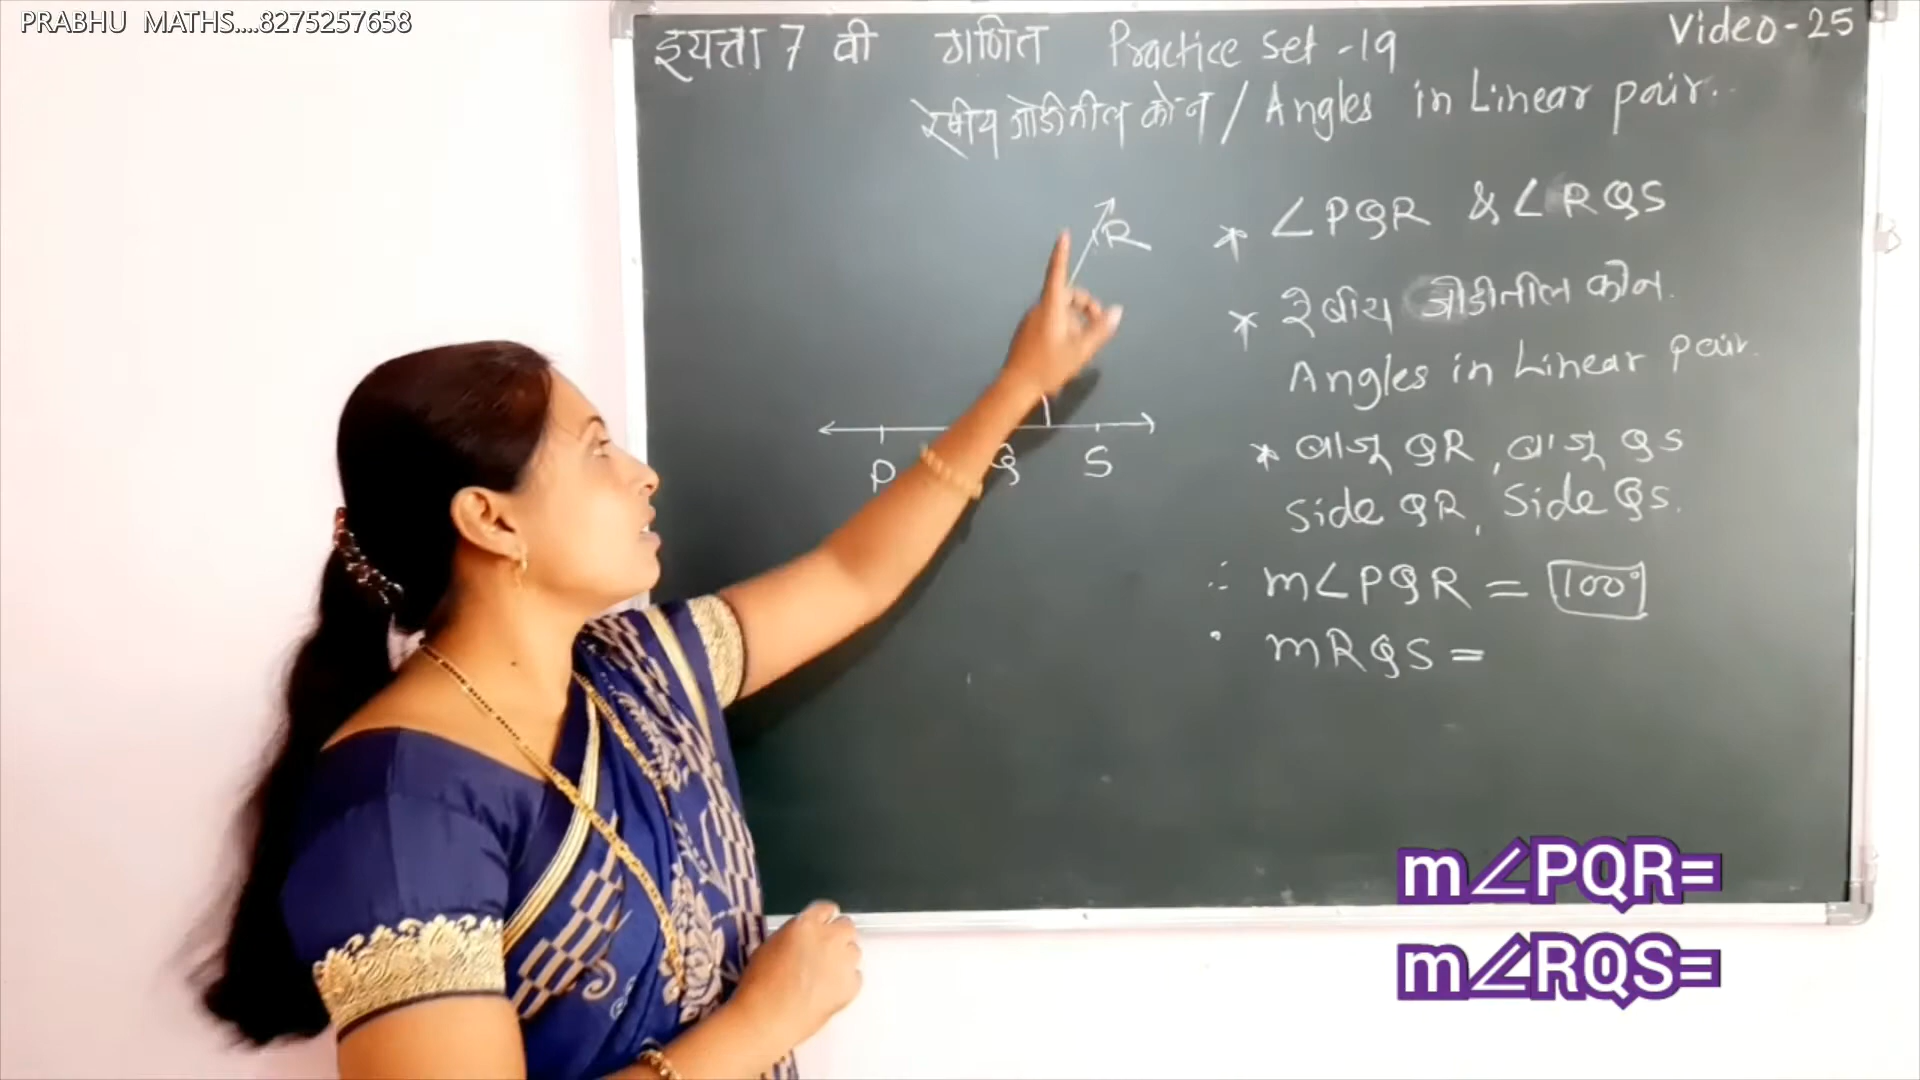 PRABHU MATHS....8275257658
इयत्ता 7 वी गणित Practice set -19
Video-25
रेषीय जोडीतील कोन / Angles in Linear pair..
R
P Q S
* ∠PQR & ∠RQS
* रेषीय जोडीतील कोन.
Angles in Linear pair.
* बाजू QR, बाजू QS
Side QR, Side QS.
∴ m∠PQR = 100°
mRQS =
m∠PQR=
m∠RQS=